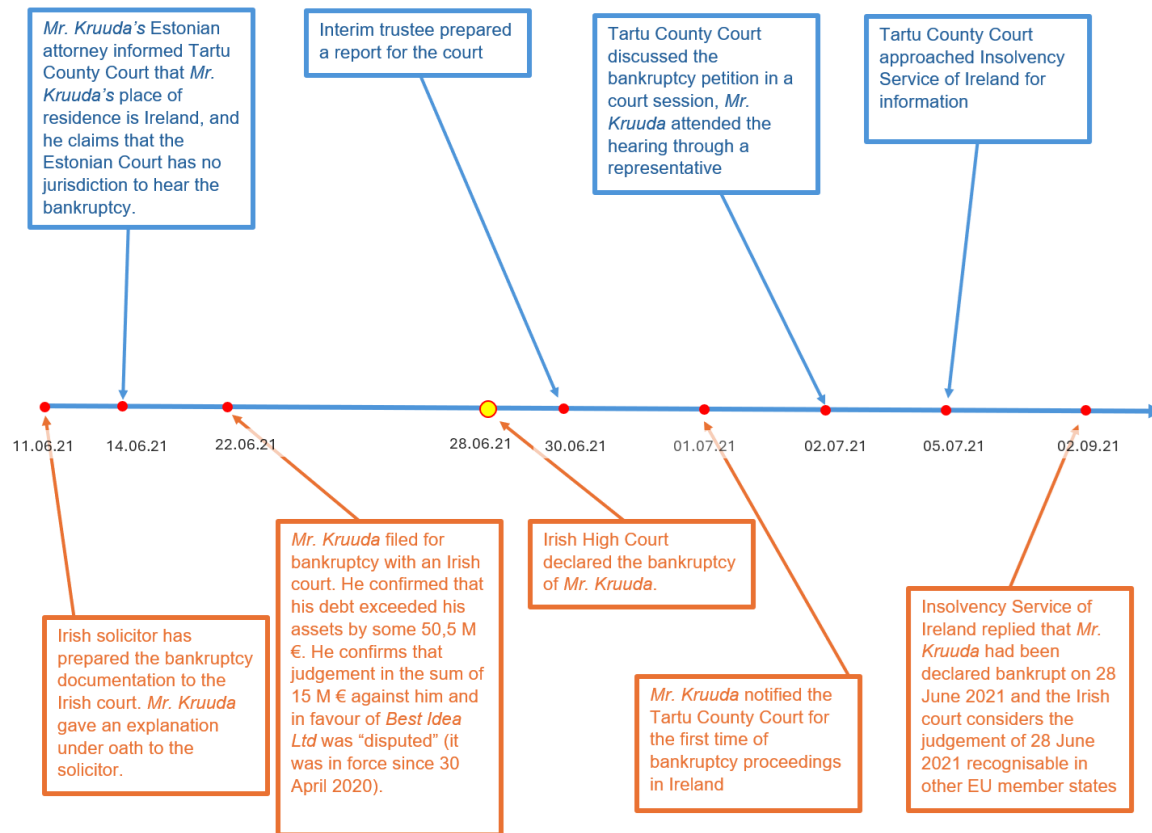 Mr. Kruuda's Estonian
attorney informed Tartu
County Court that Mr.
Kruuda's place of
residence is Ireland, and
he claims that the
Estonian Court has no
jurisdiction to hear the
bankruptcy.
Interim trustee prepared
a report for the court
Tartu County Court
discussed the
bankruptcy petition in a
court session, Mr.
Kruuda attended the
hearing through a
representative
Tartu County Court
approached Insolvency
Service of Ireland for
information
11.06.21
14.06.21
22.06.21
28.06.21
30.06.21
01.07.21
02.07.21
05.07.21
02.09.21
Irish solicitor has
prepared the bankruptcy
documentation to the
Irish court. Mr. Kruuda
gave an explanation
under oath to the
solicitor.
Mr. Kruuda filed for
bankruptcy with an Irish
court. He confirmed that
his debt exceeded his
assets by some 50,5 M
€. He confirms that
judgement in the sum of
15 M € against him and
in favour of Best Idea
Ltd was “disputed” (it
was in force since 30
April 2020).
Irish High Court
declared the bankruptcy
of Mr. Kruuda.
Mr. Kruuda notified the
Tartu County Court for
the first time of
bankruptcy proceedings
in Ireland
Insolvency Service of
Ireland replied that Mr.
Kruuda had been
declared bankrupt on 28
June 2021 and the Irish
court considers the
judgement of 28 June
2021 recognisable in
other EU member states